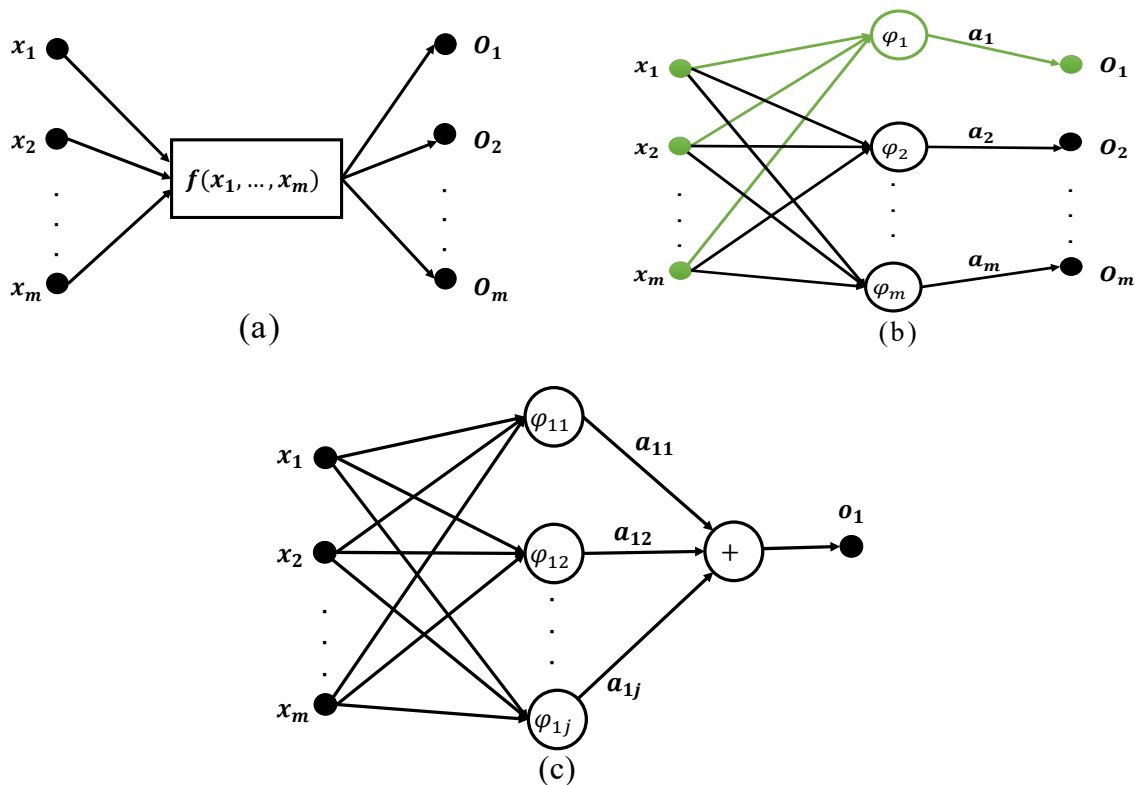 x₁
x₂
xₘ
f(x₁, ..., xₘ)
O₁
O₂
Oₘ
(a)
x₁
x₂
xₘ
φ₁
φ₂
φₘ
a₁
a₂
aₘ
O₁
O₂
Oₘ
(b)
x₁
x₂
xₘ
φ₁₁
φ₁₂
φ₁ⱼ
a₁₁
a₁₂
a₁ⱼ
+
o₁
(c)